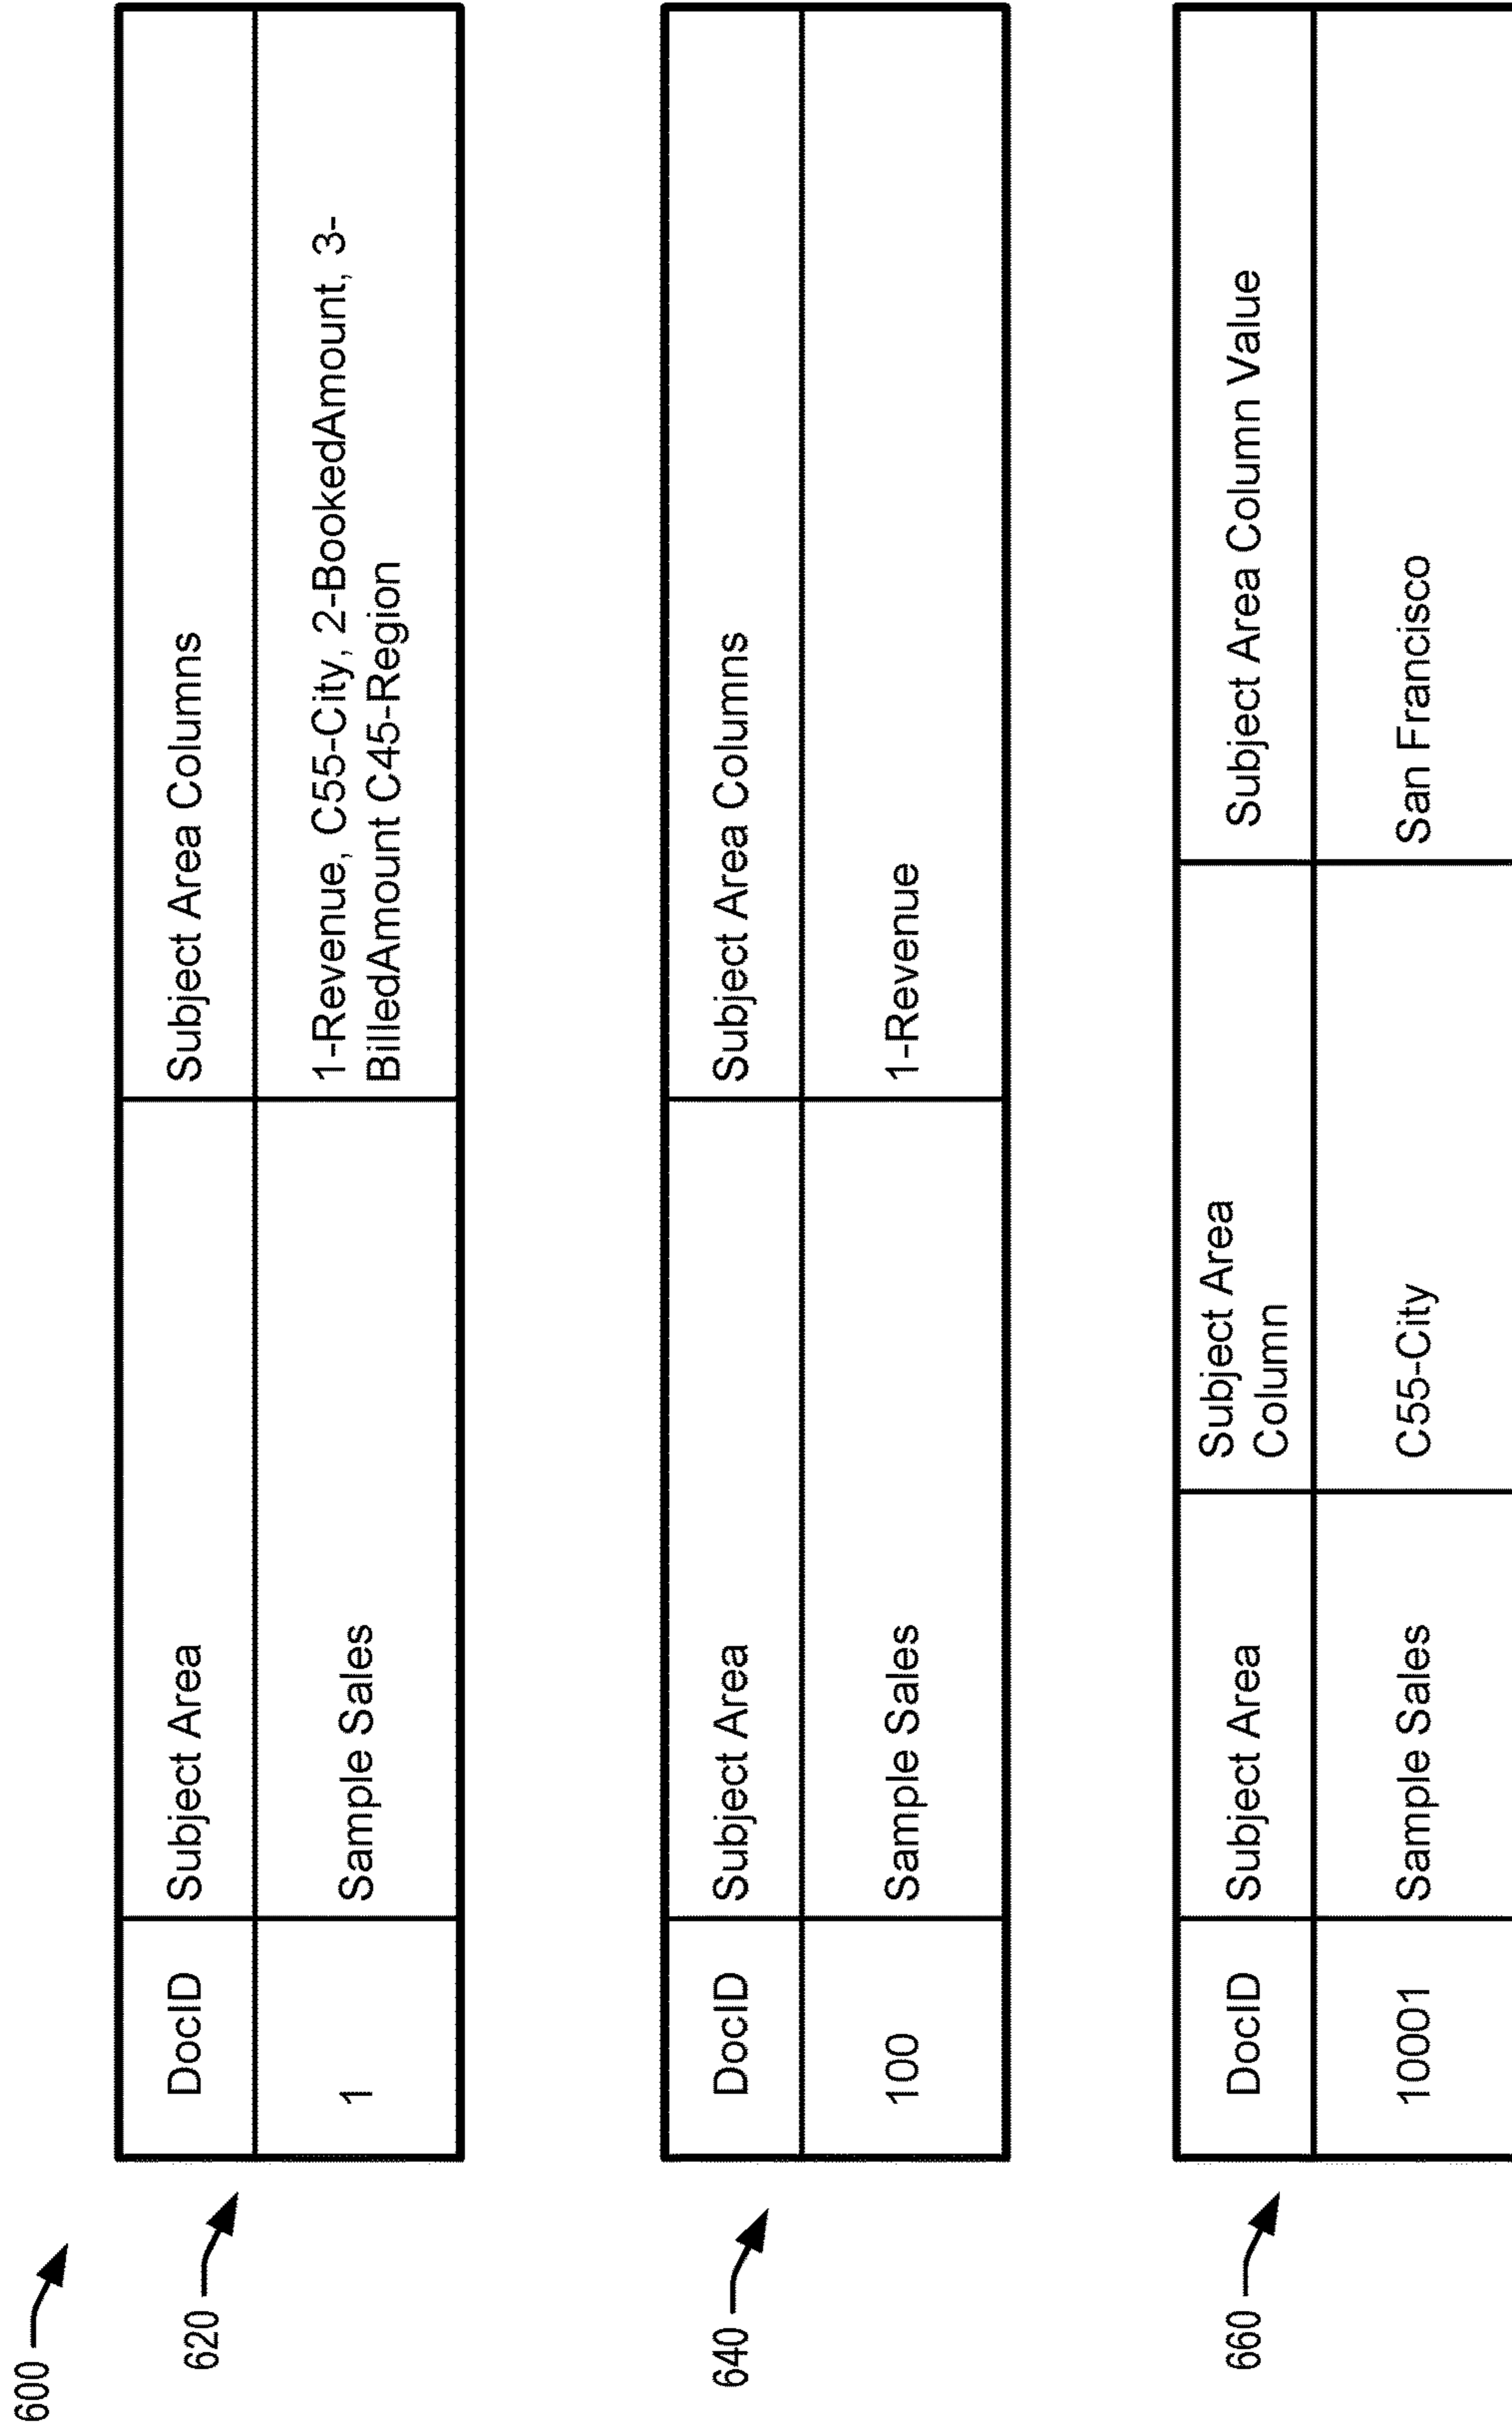 600
620
DocID Subject Area Subject Area Columns
1 Sample Sales 1-Revenue, C55-City, 2-BookedAmount, 3-
BilledAmount C45-Region
640
DocID Subject Area Subject Area Columns
100 Sample Sales 1-Revenue
660
DocID Subject Area Subject Area
Column Subject Area Column Value
10001 Sample Sales C55-City San Francisco